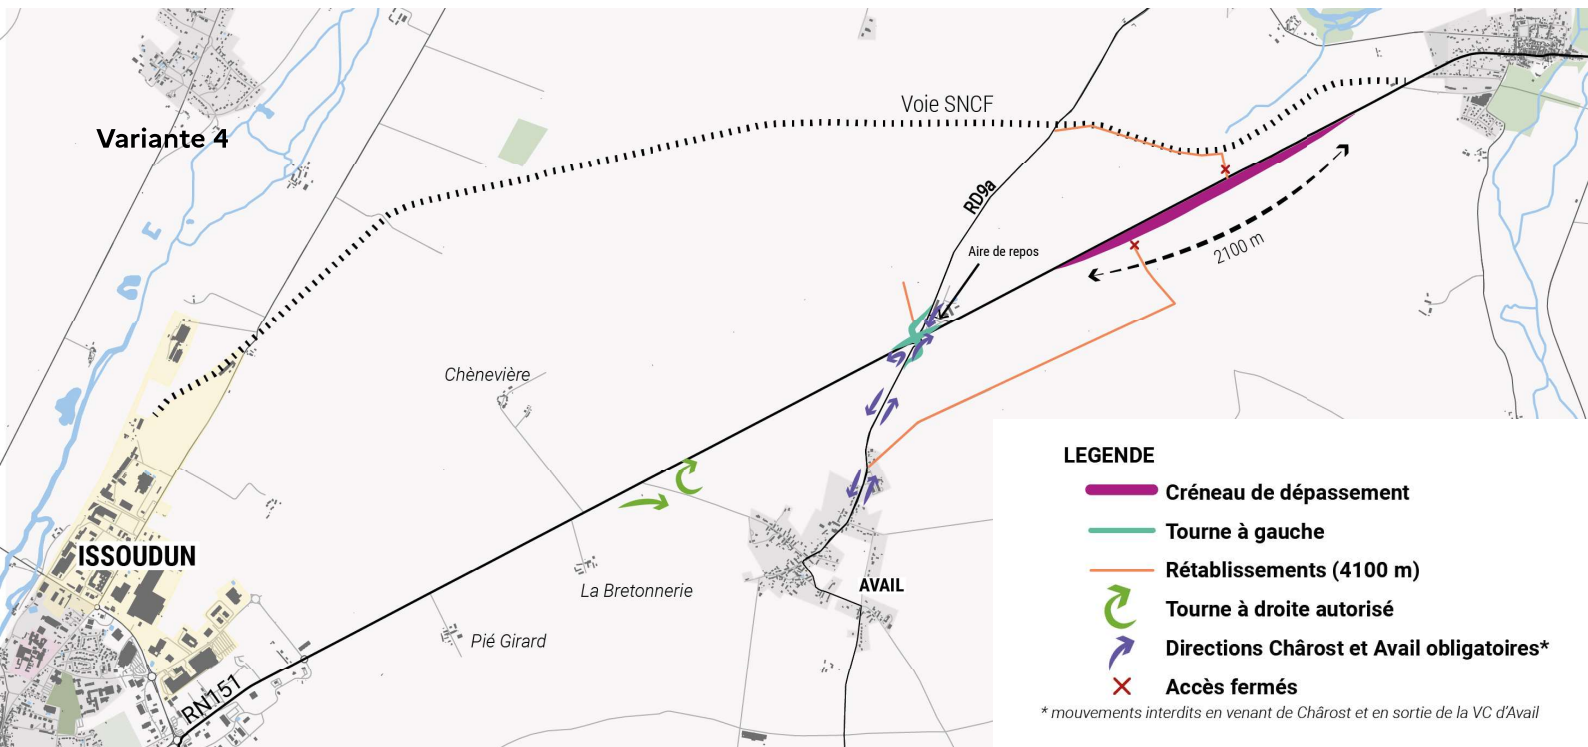 Variante 4
Voie SNCF
RD9a
Aire de repos
2100 m
Chènevière
ISSOUDUN
La Bretonnerie
AVAIL
Pié Girard
RN151
LEGENDE
Créneau de dépassement
Tourne à gauche
Rétablissements (4100 m)
Tourne à droite autorisé
Directions Chârost et Avail obligatoires*
Accès fermés
* mouvements interdits en venant de Chârost et en sortie de la VC d'Avail